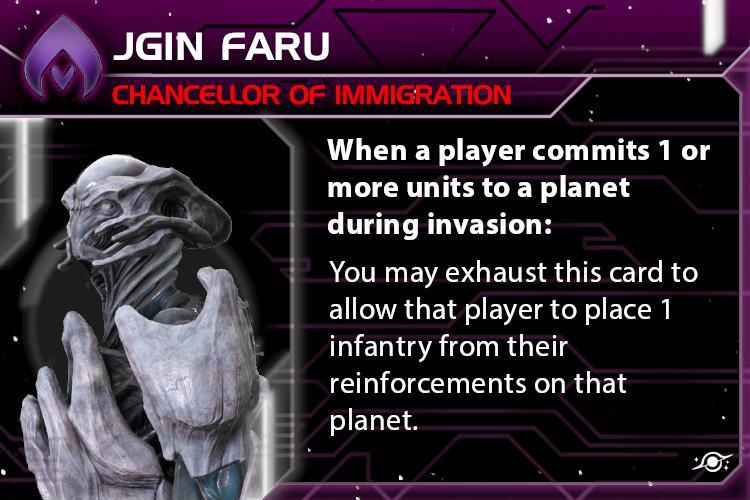 JGIN FARU
CHANCELLOR OF IMMIGRATION
When a player commits 1 or
more units to a planet
during invasion:
You may exhaust this card to
allow that player to place 1
infantry from their
reinforcements on that
planet.